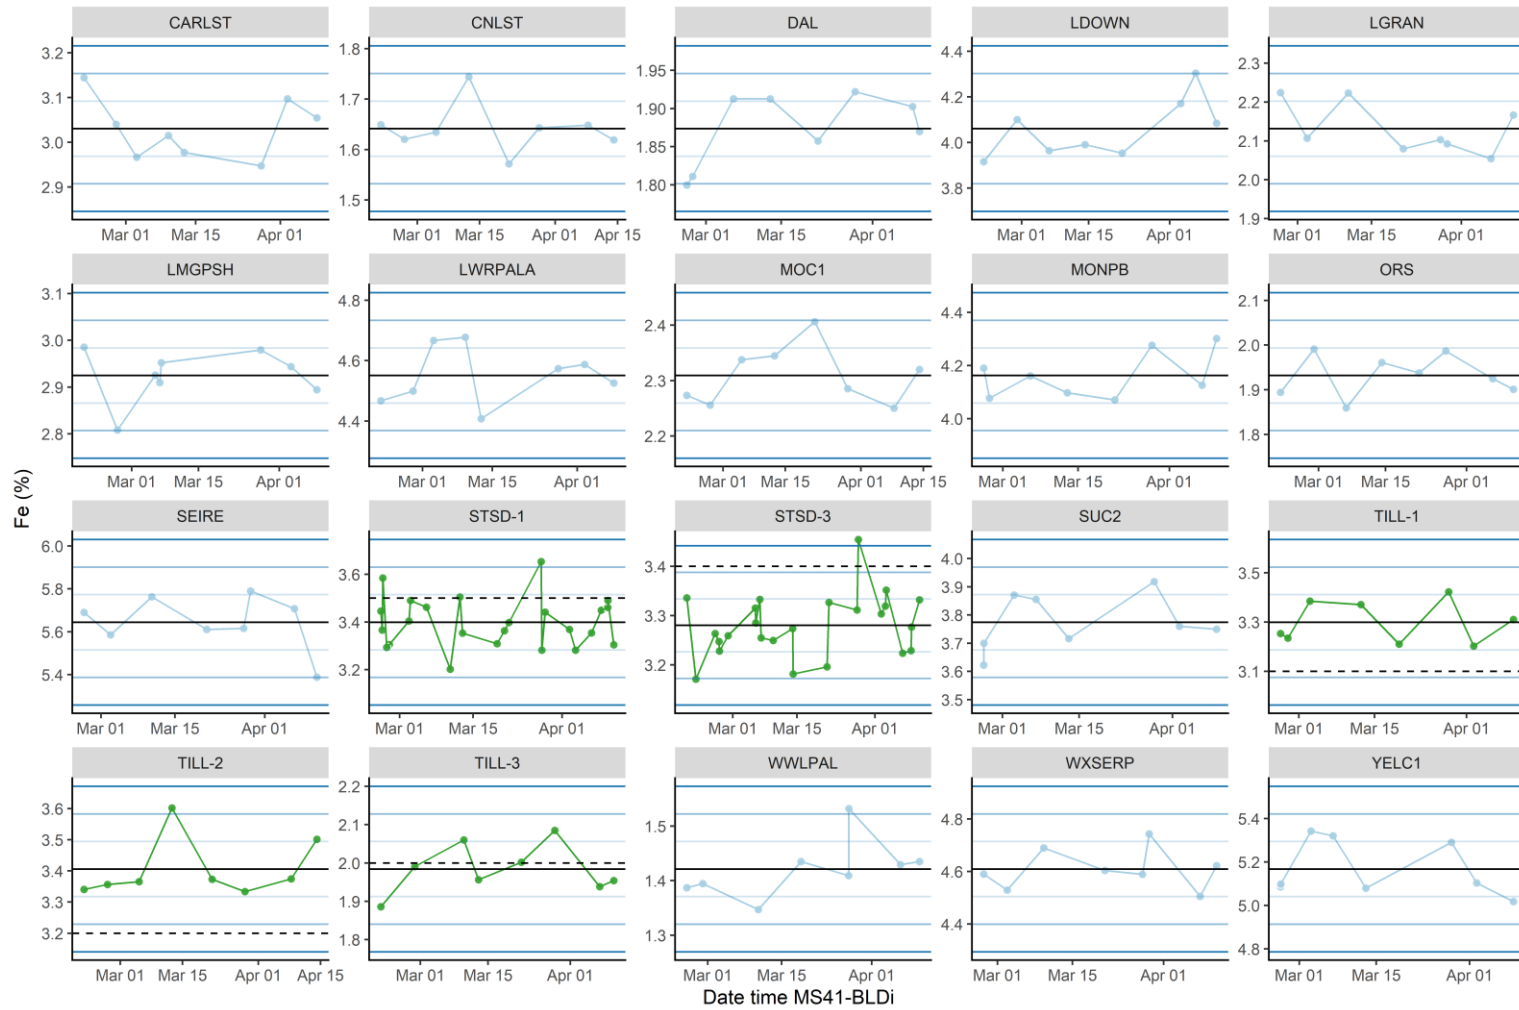 CARLST CNLST DAL LDOWN LGRAN
3.2 1.8 1.95 4.4 2.3
3.1 1.7 1.90 4.2 2.2
3.0 1.6 1.85 4.0 2.1
2.9 1.5 1.80 3.8 2.0
1.9
Mar 01 Mar 15 Apr 01 Mar 01 Mar 15 Apr 01 Apr 15 Mar 01 Mar 15 Apr 01 Mar 01 Mar 15 Apr 01 Mar 01 Mar 15 Apr 01
LMGPSH LWRPALA MOC1 MONPB ORS
3.1 4.8 2.4 4.4 2.1
3.0 4.6 2.3 4.2 2.0
2.9 4.4 2.2 4.0 1.9
2.8 1.8
Mar 01 Mar 15 Apr 01 Mar 01 Mar 15 Apr 01 Mar 01 Mar 15 Apr 01 Apr 15 Mar 01 Mar 15 Apr 01 Mar 01 Mar 15 Apr 01
Fe (%)
SEIRE STSD-1 STSD-3 SUC2 TILL-1
6.0 3.6 3.4 4.0 3.5
5.8 3.4 3.3 3.9 3.3
5.6 3.2 3.2 3.8 3.1
5.4 3.7
3.6
3.5
Mar 01 Mar 15 Apr 01 Mar 01 Mar 15 Apr 01 Mar 01 Mar 15 Apr 01 Mar 01 Mar 15 Apr 01 Mar 01 Mar 15 Apr 01
TILL-2 TILL-3 WWLPAL WXSERP YELC1
3.6 2.2 1.5 4.8 5.4
3.5 2.1 1.4 4.6 5.2
3.4 2.0 1.3 4.4 5.0
3.3 1.9 4.8
3.2 1.8
Mar 01 Mar 15 Apr 01 Apr 15 Mar 01 Mar 15 Apr 01 Mar 01 Mar 15 Apr 01 Mar 01 Mar 15 Apr 01 Mar 01 Mar 15 Apr 01
Date time MS41-BLDi